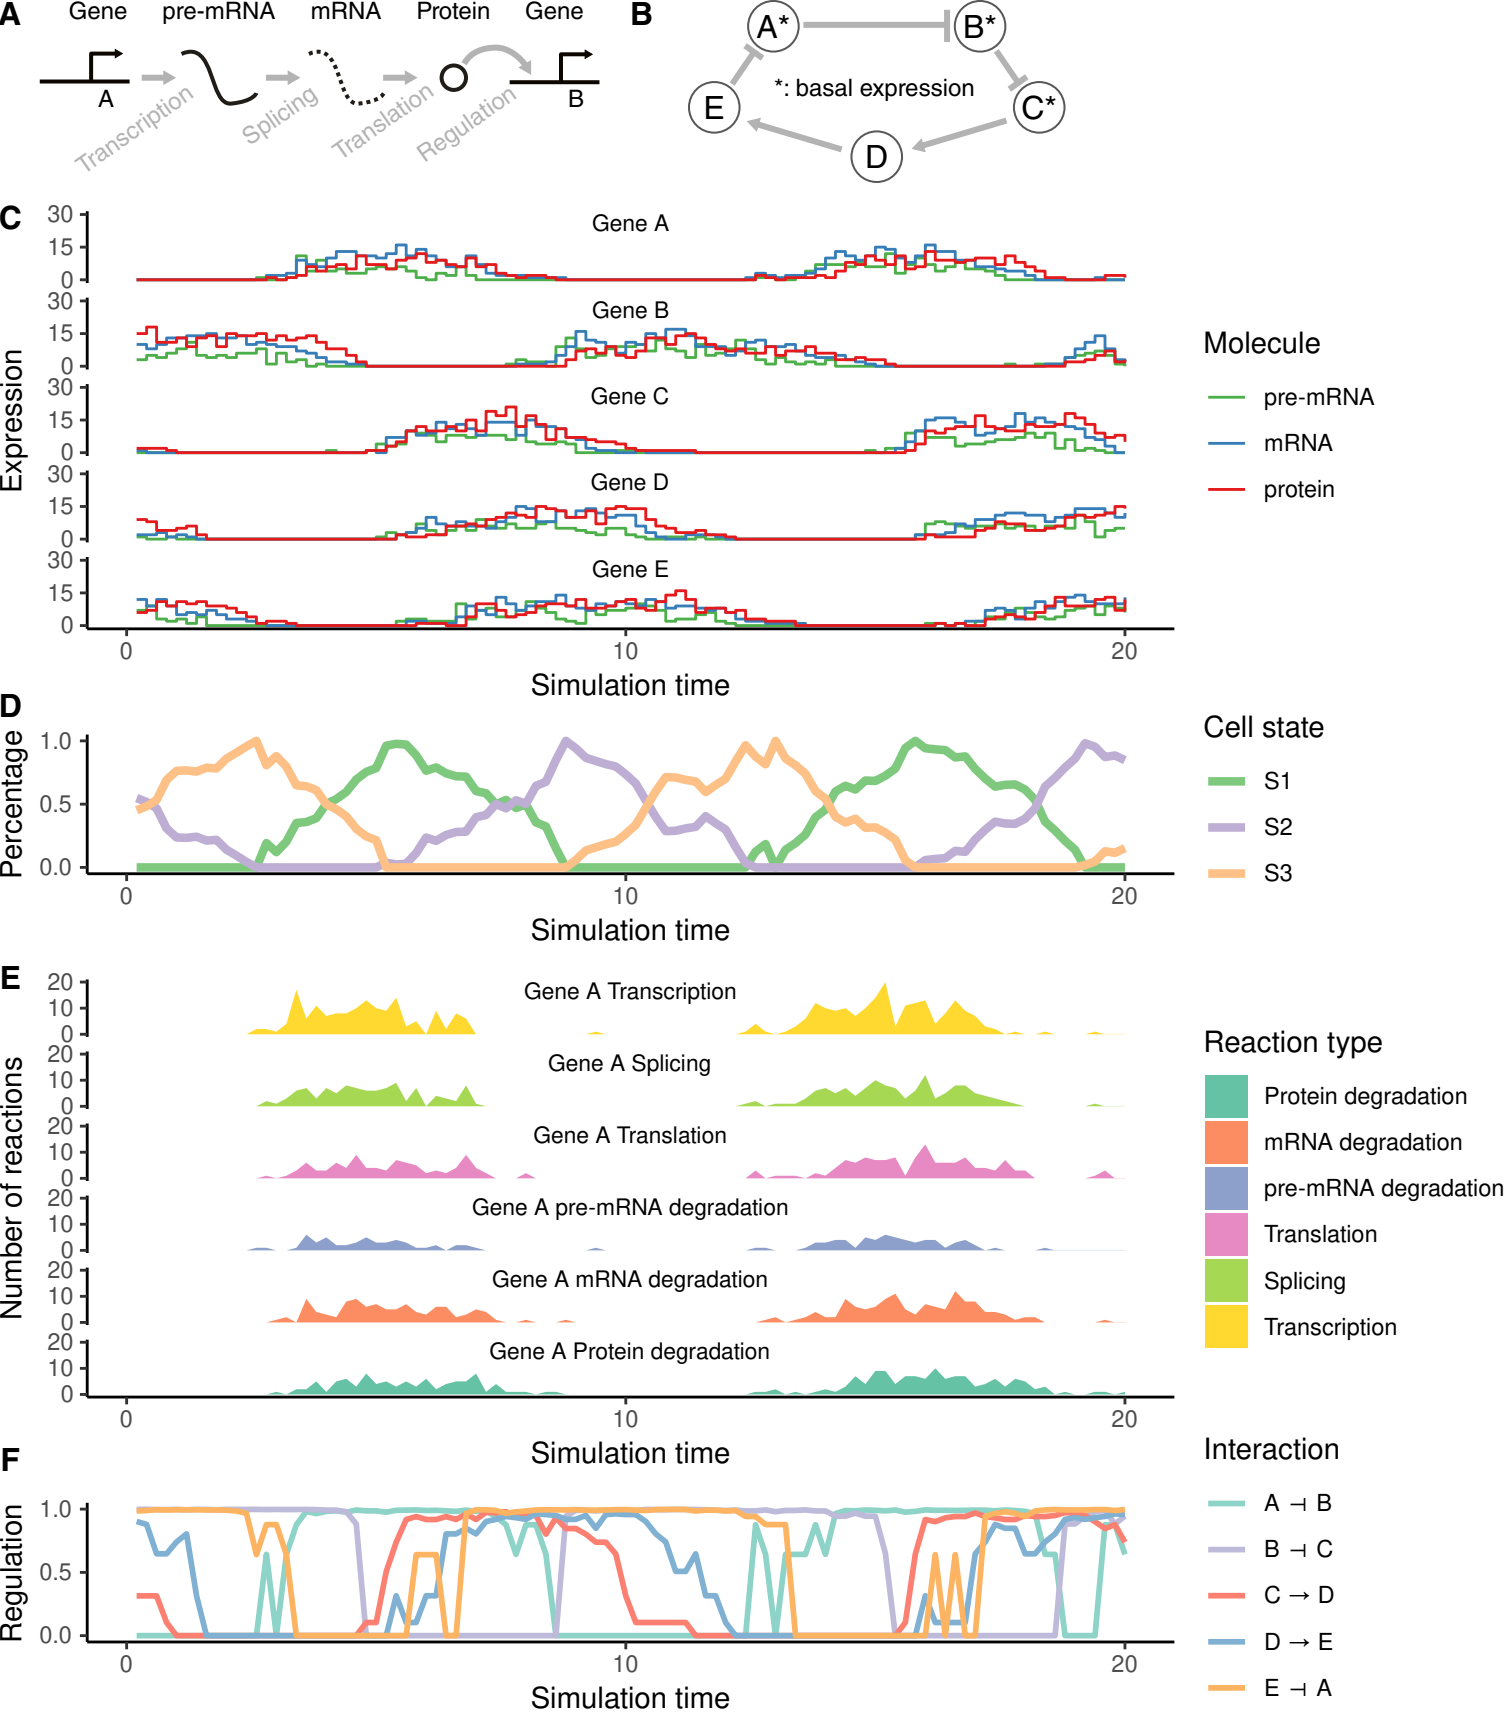 A
Gene pre-mRNA mRNA Protein Gene
A B
Transcription
Splicing
Translation
Regulation
B
A* B*
*: basal expression
E C*
D
C
Expression
30
15
0
Gene A
30
15
0
Gene B
30
15
0
Gene C
30
15
0
Gene D
30
15
0
Gene E
0 10 20
Simulation time
Molecule
pre-mRNA
mRNA
protein
D
Percentage
1.0
0.5
0.0
0 10 20
Simulation time
Cell state
S1
S2
S3
E
Number of reactions
20
10
0
Gene A Transcription
20
10
0
Gene A Splicing
20
10
0
Gene A Translation
20
10
0
Gene A pre-mRNA degradation
20
10
0
Gene A mRNA degradation
20
10
0
Gene A Protein degradation
0 10 20
Simulation time
Reaction type
Protein degradation
mRNA degradation
pre-mRNA degradation
Translation
Splicing
Transcription
F
Regulation
1.0
0.5
0.0
0 10 20
Simulation time
Interaction
A ⊣ B
B ⊣ C
C → D
D → E
E ⊣ A